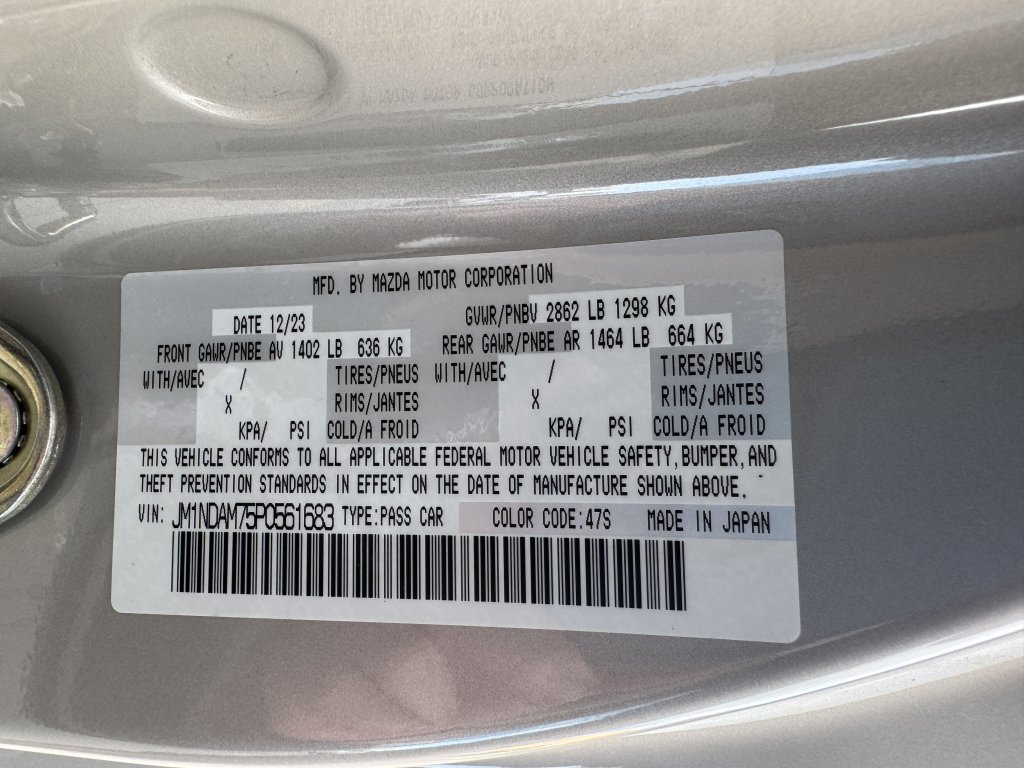 MFD. BY MAZDA MOTOR CORPORATION
DATE 12/23
GVWR/PNBV 2862 LB 1298 KG
FRONT GAWR/PNBE AV 1402 LB 636 KG
REAR GAWR/PNBE AR 1464 LB 664 KG
WITH/AVEC / TIRES/PNEUS WITH/AVEC / TIRES/PNEUS
X RIMS/JANTES X RIMS/JANTES
KPA/ PSI COLD/A FROID KPA/ PSI COLD/A FROID
THIS VEHICLE CONFORMS TO ALL APPLICABLE FEDERAL MOTOR VEHICLE SAFETY, BUMPER, AND
THEFT PREVENTION STANDARDS IN EFFECT ON THE DATE OF MANUFACTURE SHOWN ABOVE.
VIN: JM1NDAM75P0561683 TYPE:PASS CAR COLOR CODE:47S MADE IN JAPAN